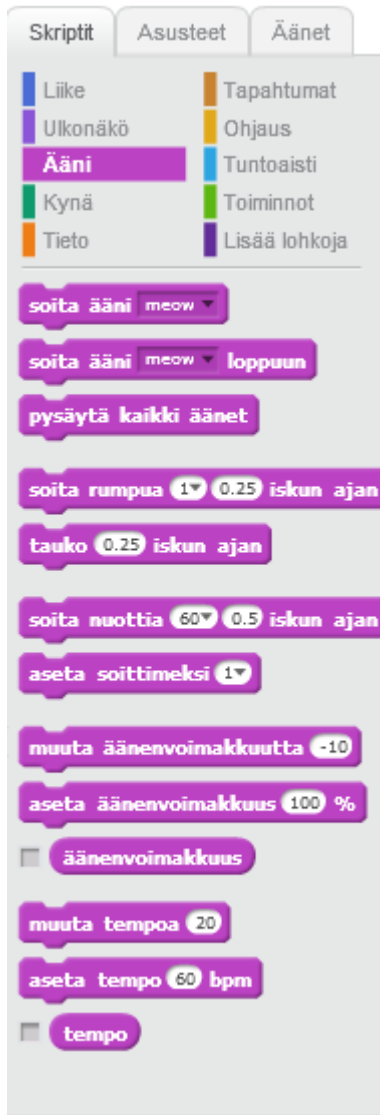 Skriptit Asusteet Äänet
Liike Tapahtumat
Ulkonäkö Ohjaus
Ääni Tuntoaisti
Kynä Toiminnot
Tieto Lisää lohkoja
soita ääni meow
soita ääni meow loppuun
pysäytä kaikki äänet
soita rumpua 1 0.25 iskun ajan
tauko 0.25 iskun ajan
soita nuottia 60 0.5 iskun ajan
aseta soittimeksi 1
muuta äänenvoimakkuutta -10
aseta äänenvoimakkuus 100 %
äänenvoimakkuus
muuta tempoa 20
aseta tempo 60 bpm
tempo